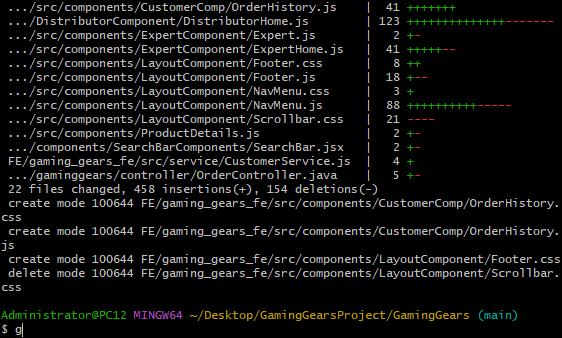 .../src/components/CustomerComp/OrderHistory.js | 41 +++++++
.../DistributorComponent/DistributorHome.js | 123 +++++++++++++++-------
.../src/components/ExpertComponent/Expert.js | 2 +-
.../src/components/ExpertComponent/ExpertHome.js | 41 +++++--
.../src/components/LayoutComponent/Footer.css | 8 ++
.../src/components/LayoutComponent/Footer.js | 18 +--
.../src/components/LayoutComponent/NavMenu.css | 3 +
.../src/components/LayoutComponent/NavMenu.js | 88 ++++++++++-----
.../src/components/LayoutComponent/Scrollbar.css | 21 ----
.../src/components/ProductDetails.js | 2 +-
.../components/SearchBarComponents/SearchBar.jsx | 2 +-
FE/gaming_gears_fe/src/service/CustomerService.js | 4 +
.../gaminggears/controller/OrderController.java | 5 +-
22 files changed, 458 insertions(+), 154 deletions(-)
create mode 100644 FE/gaming_gears_fe/src/components/CustomerComp/OrderHistory.
css
create mode 100644 FE/gaming_gears_fe/src/components/CustomerComp/OrderHistory.
js
create mode 100644 FE/gaming_gears_fe/src/components/LayoutComponent/Footer.css
delete mode 100644 FE/gaming_gears_fe/src/components/LayoutComponent/Scrollbar.
css
Administrator@PC12 MINGW64 ~/Desktop/GamingGearsProject/GamingGears (main)
$ g